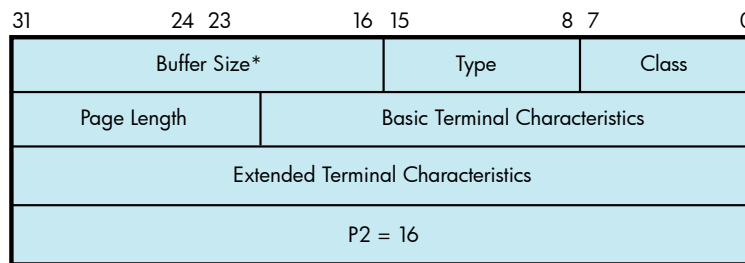 31 24 23 16 15 8 7 0
Buffer Size* Type Class
Page Length Basic Terminal Characteristics
Extended Terminal Characteristics
P2 = 16